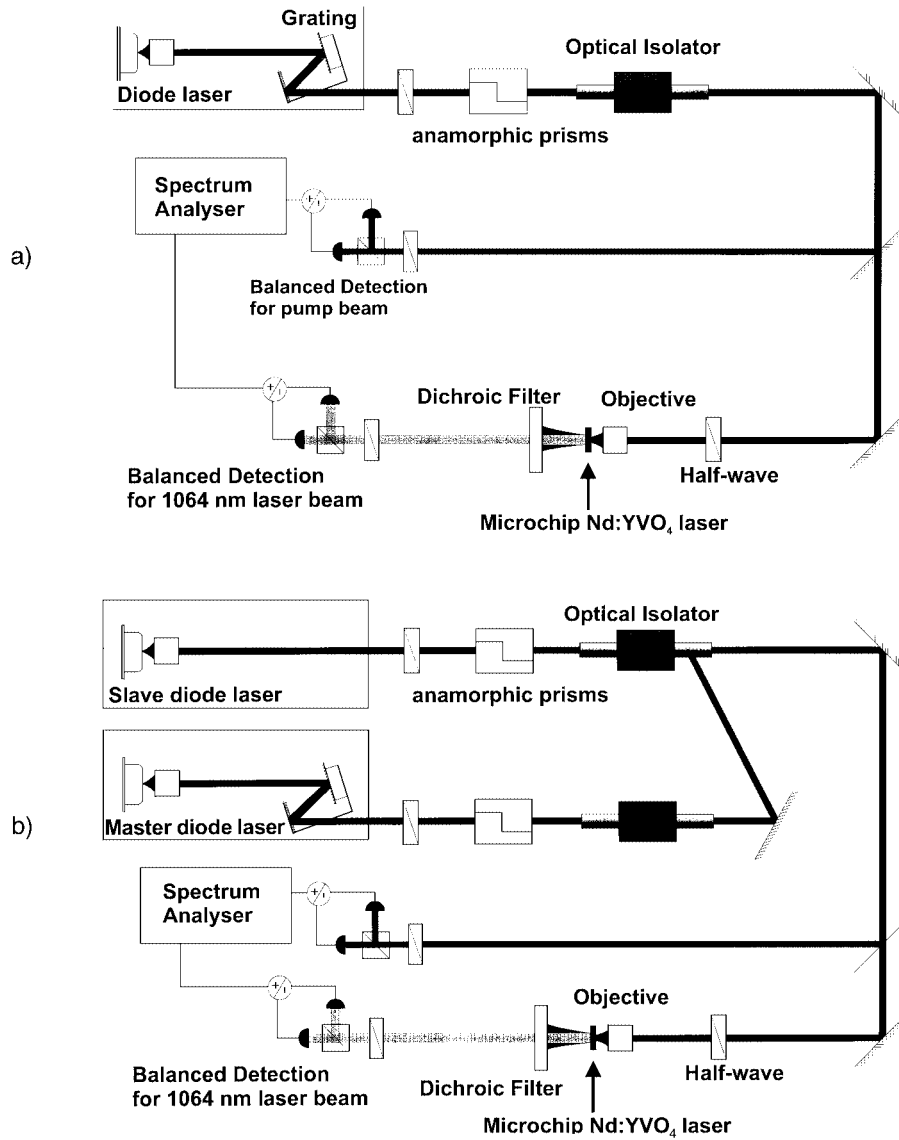 Grating
Optical Isolator
Diode laser
anamorphic prisms
Spectrum
Analyser
+/-
a)
Balanced Detection
for pump beam
+/-
Dichroic Filter
Objective
Balanced Detection
for 1064 nm laser beam
Half-wave
Microchip Nd:YVO₄ laser
Optical Isolator
Slave diode laser
anamorphic prisms
b)
Master diode laser
Spectrum
Analyser
+/-
+/-
Objective
Balanced Detection
for 1064 nm laser beam
Dichroic Filter
Half-wave
Microchip Nd:YVO₄ laser